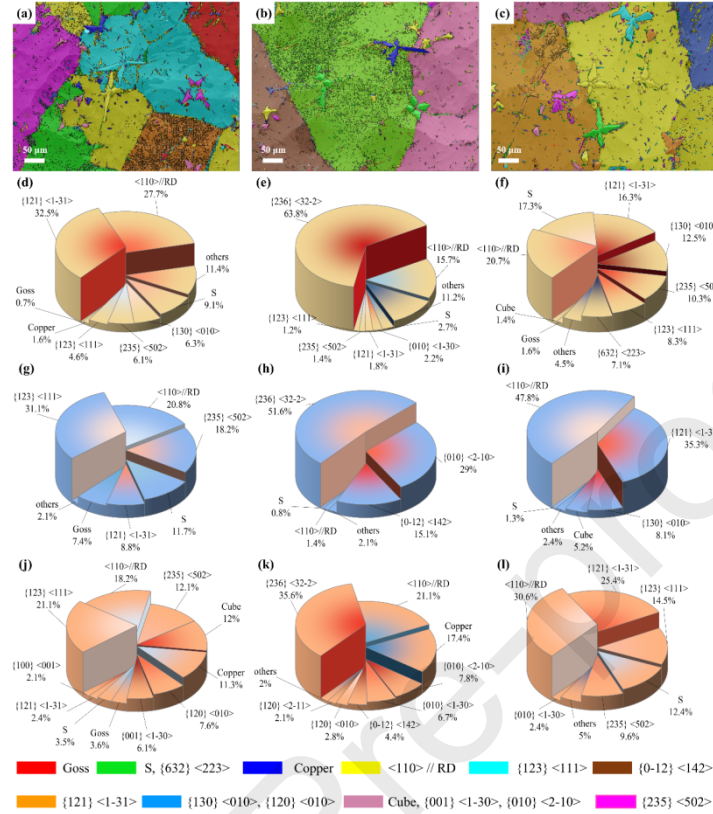 (a)
50 μm
(b)
50 μm
(c)
50 μm
(d)
{121} <1-31>
32.5%
<110>//RD
27.7%
others
11.4%
S
9.1%
{130} <010>
6.3%
{235} <502>
6.1%
{123} <111>
4.6%
Copper
1.6%
Goss
0.7%
(e)
{236} <32-2>
63.8%
<110>//RD
15.7%
others
11.2%
S
2.7%
{010} <1-30>
2.2%
{121} <1-31>
1.8%
{235} <502>
1.4%
{123} <111>
1.2%
(f)
S
17.3%
{121} <1-31>
16.3%
{130} <010
12.5%
{235} <50
10.3%
{123} <111>
8.3%
{632} <223>
7.1%
others
4.5%
Goss
1.6%
Cube
1.4%
<110>//RD
20.7%
(g)
{123} <111>
31.1%
<110>//RD
20.8%
{235} <502>
18.2%
S
11.7%
{121} <1-31>
8.8%
Goss
7.4%
others
2.1%
(h)
{236} <32-2>
51.6%
{010} <2-10>
29%
{0-12} <142>
15.1%
others
2.1%
<110>//RD
1.4%
S
0.8%
(i)
<110>//RD
47.8%
{121} <1-3
35.3%
{130} <010>
8.1%
Cube
5.2%
others
2.4%
S
1.3%
(j)
{123} <111>
21.1%
<110>//RD
18.2%
{235} <502>
12.1%
Cube
12%
Copper
11.3%
{120} <010>
7.6%
{001} <1-30>
6.1%
Goss
3.6%
S
3.5%
{121} <1-31>
2.4%
{100} <001>
2.1%
(k)
{236} <32-2>
35.6%
<110>//RD
21.1%
Copper
17.4%
{010} <2-10>
7.8%
{010} <1-30>
6.7%
{0-12} <142>
4.4%
{120} <010>
2.8%
{120} <2-11>
2.1%
others
2%
(l)
<110>//RD
30.6%
{121} <1-31>
25.4%
{123} <111>
14.5%
S
12.4%
{235} <502>
9.6%
others
5%
{010} <1-30>
2.4%
Goss
S, {632} <223>
Copper
<110> // RD
{123} <111>
{0-12} <142>
{121} <1-31>
{130} <010>, {120} <010>
Cube, {001} <1-30>, {010} <2-10>
{235} <502>